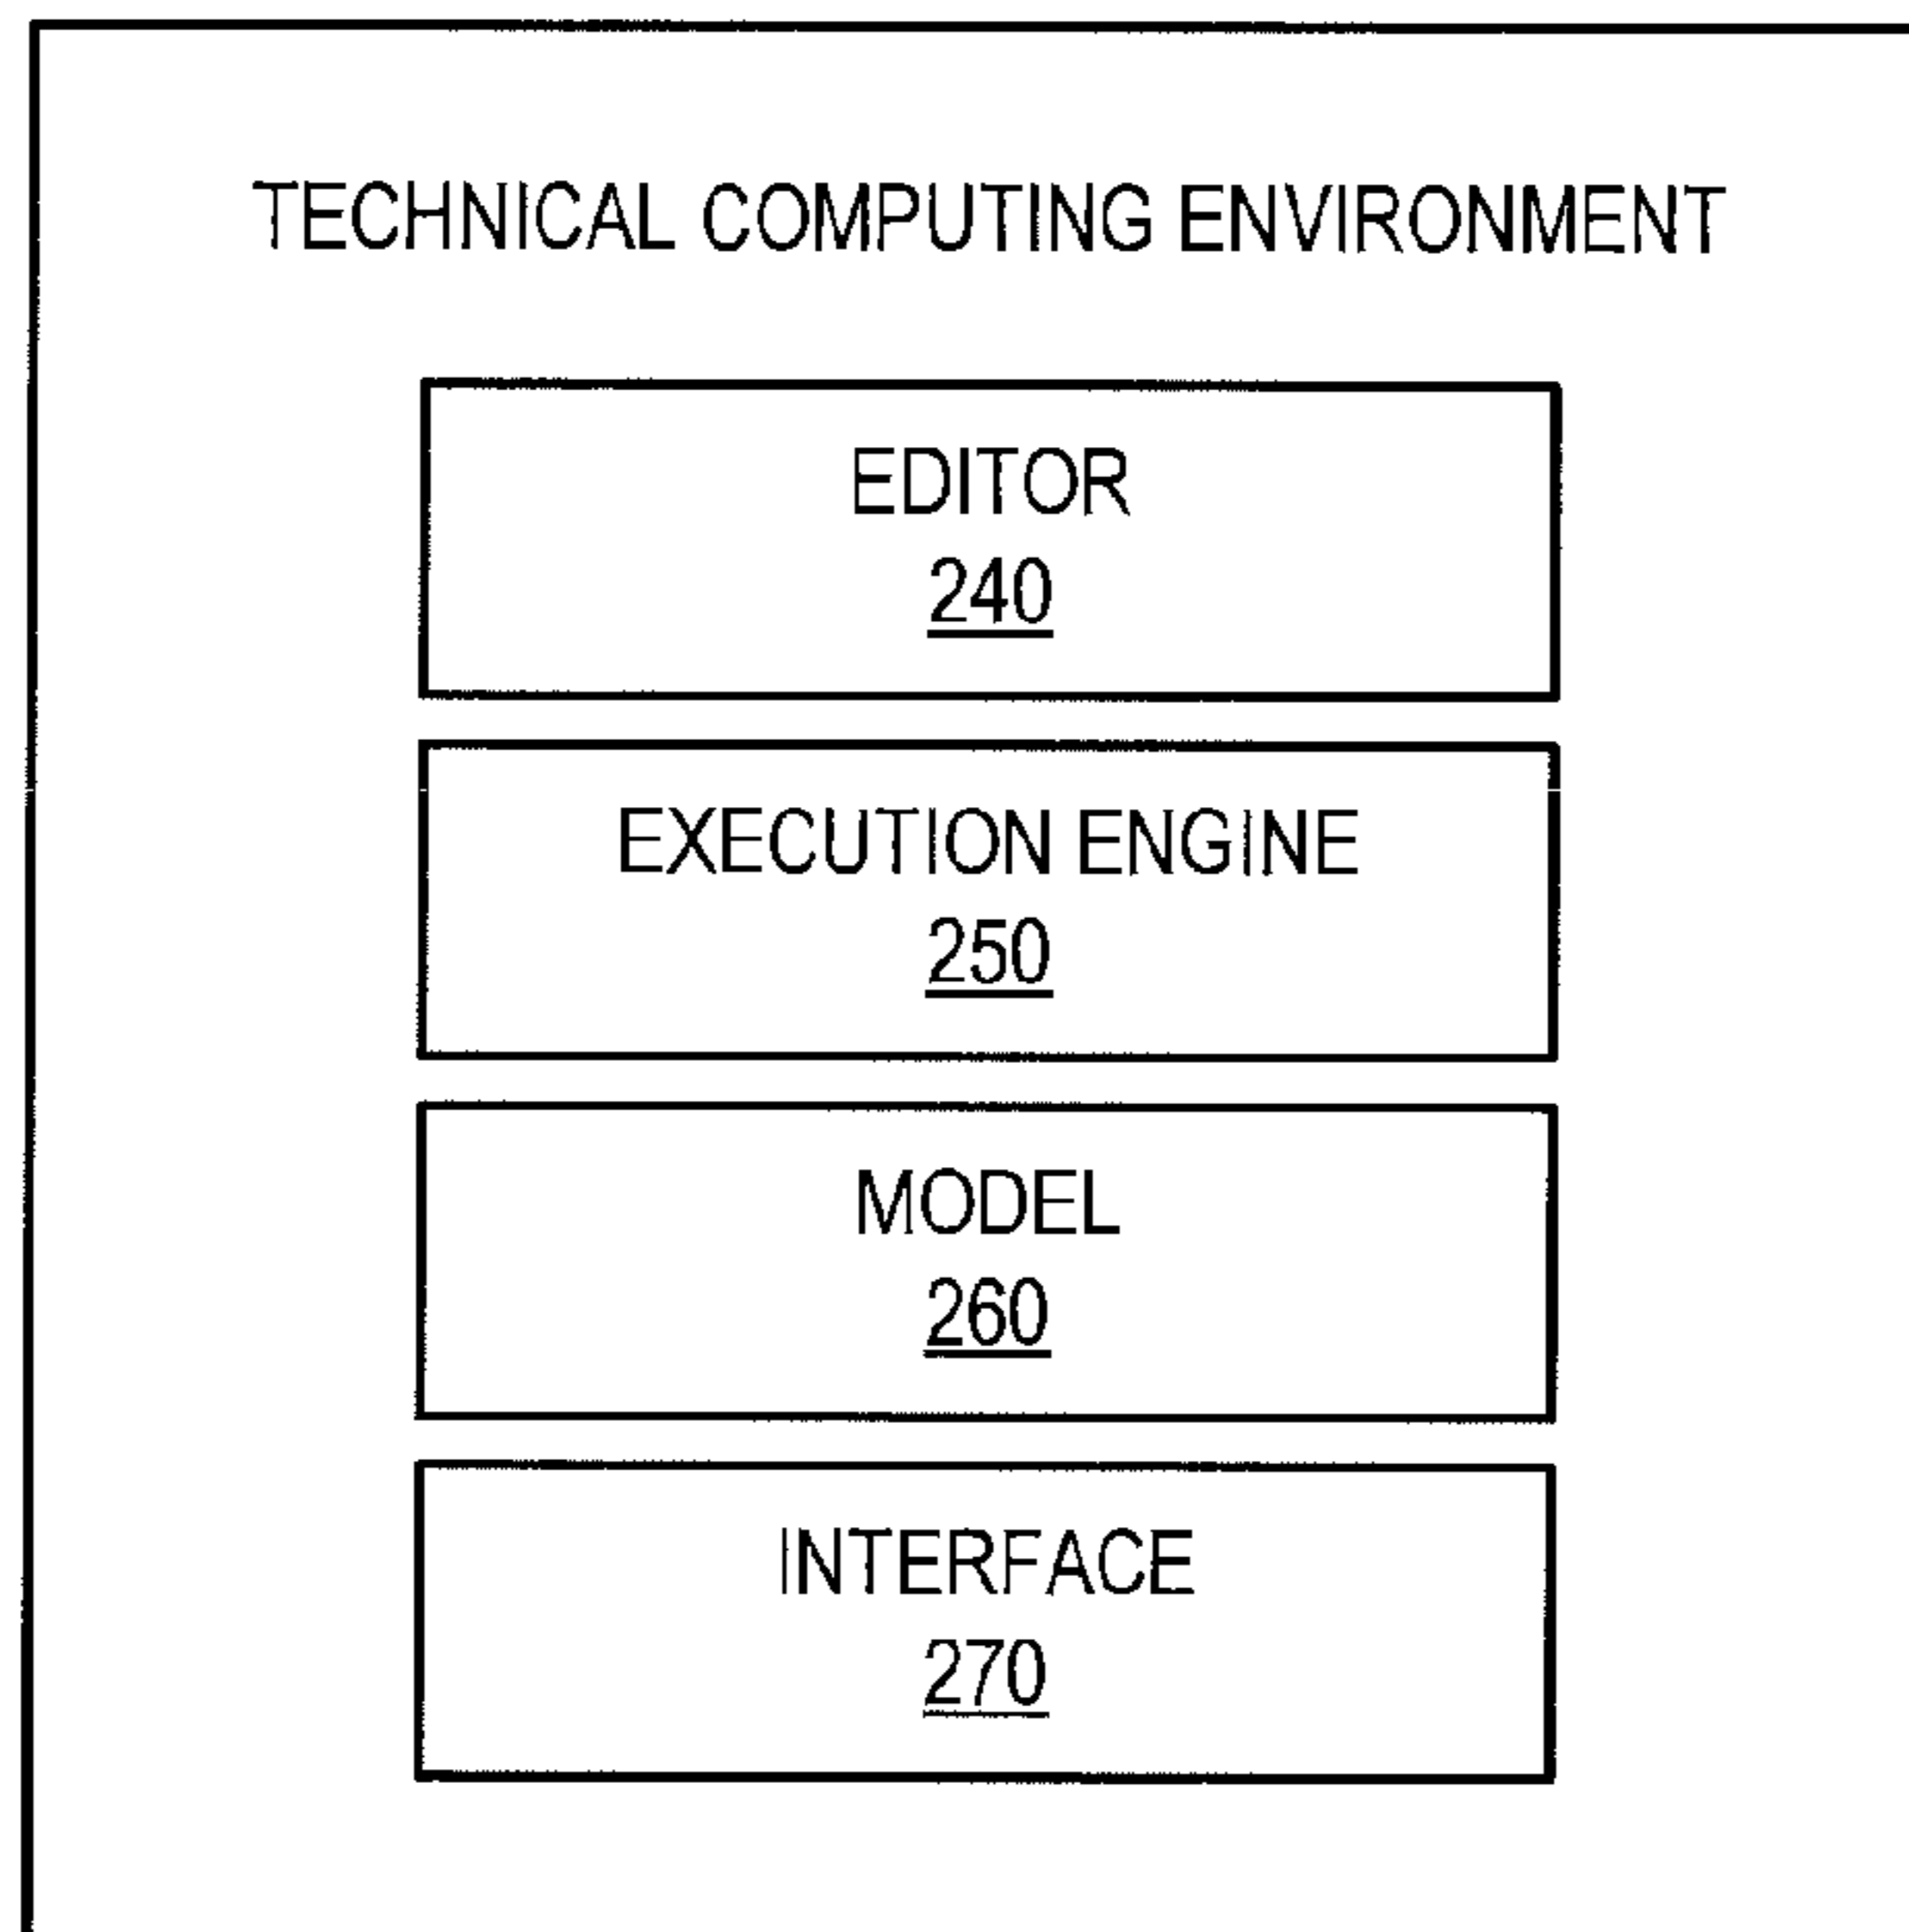 TECHNICAL COMPUTING ENVIRONMENT
EDITOR
240
EXECUTION ENGINE
250
MODEL
260
INTERFACE
270